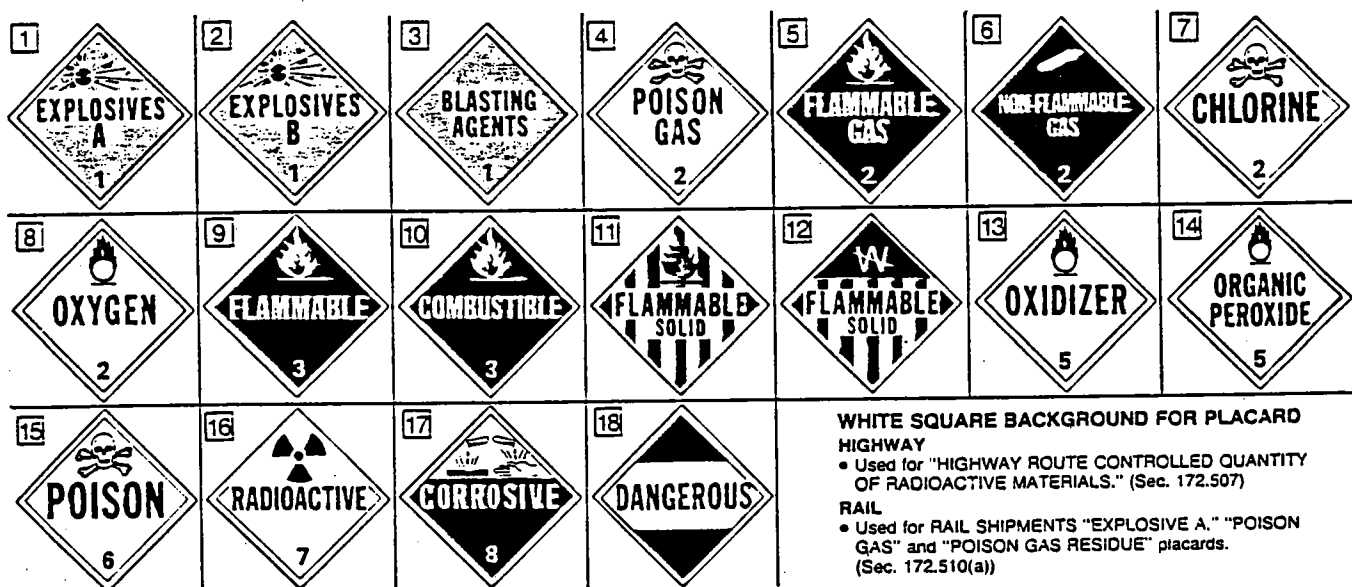 1
EXPLOSIVES
A
1
2
EXPLOSIVES
B
1
3
BLASTING
AGENTS
1
4
POISON
GAS
2
5
FLAMMABLE
GAS
2
6
NON-FLAMMABLE
GAS
2
7
CHLORINE
2
8
OXYGEN
2
9
FLAMMABLE
3
10
COMBUSTIBLE
3
11
FLAMMABLE
SOLID
12
W
FLAMMABLE
SOLID
13
OXIDIZER
5
14
ORGANIC
PEROXIDE
5
15
POISON
6
16
RADIOACTIVE
7
17
CORROSIVE
8
18
DANGEROUS
WHITE SQUARE BACKGROUND FOR PLACARD
HIGHWAY
• Used for "HIGHWAY ROUTE CONTROLLED QUANTITY
OF RADIOACTIVE MATERIALS." (Sec. 172.507)
RAIL
• Used for RAIL SHIPMENTS "EXPLOSIVE A," "POISON
GAS" and "POISON GAS RESIDUE" placards.
(Sec. 172.510(a))